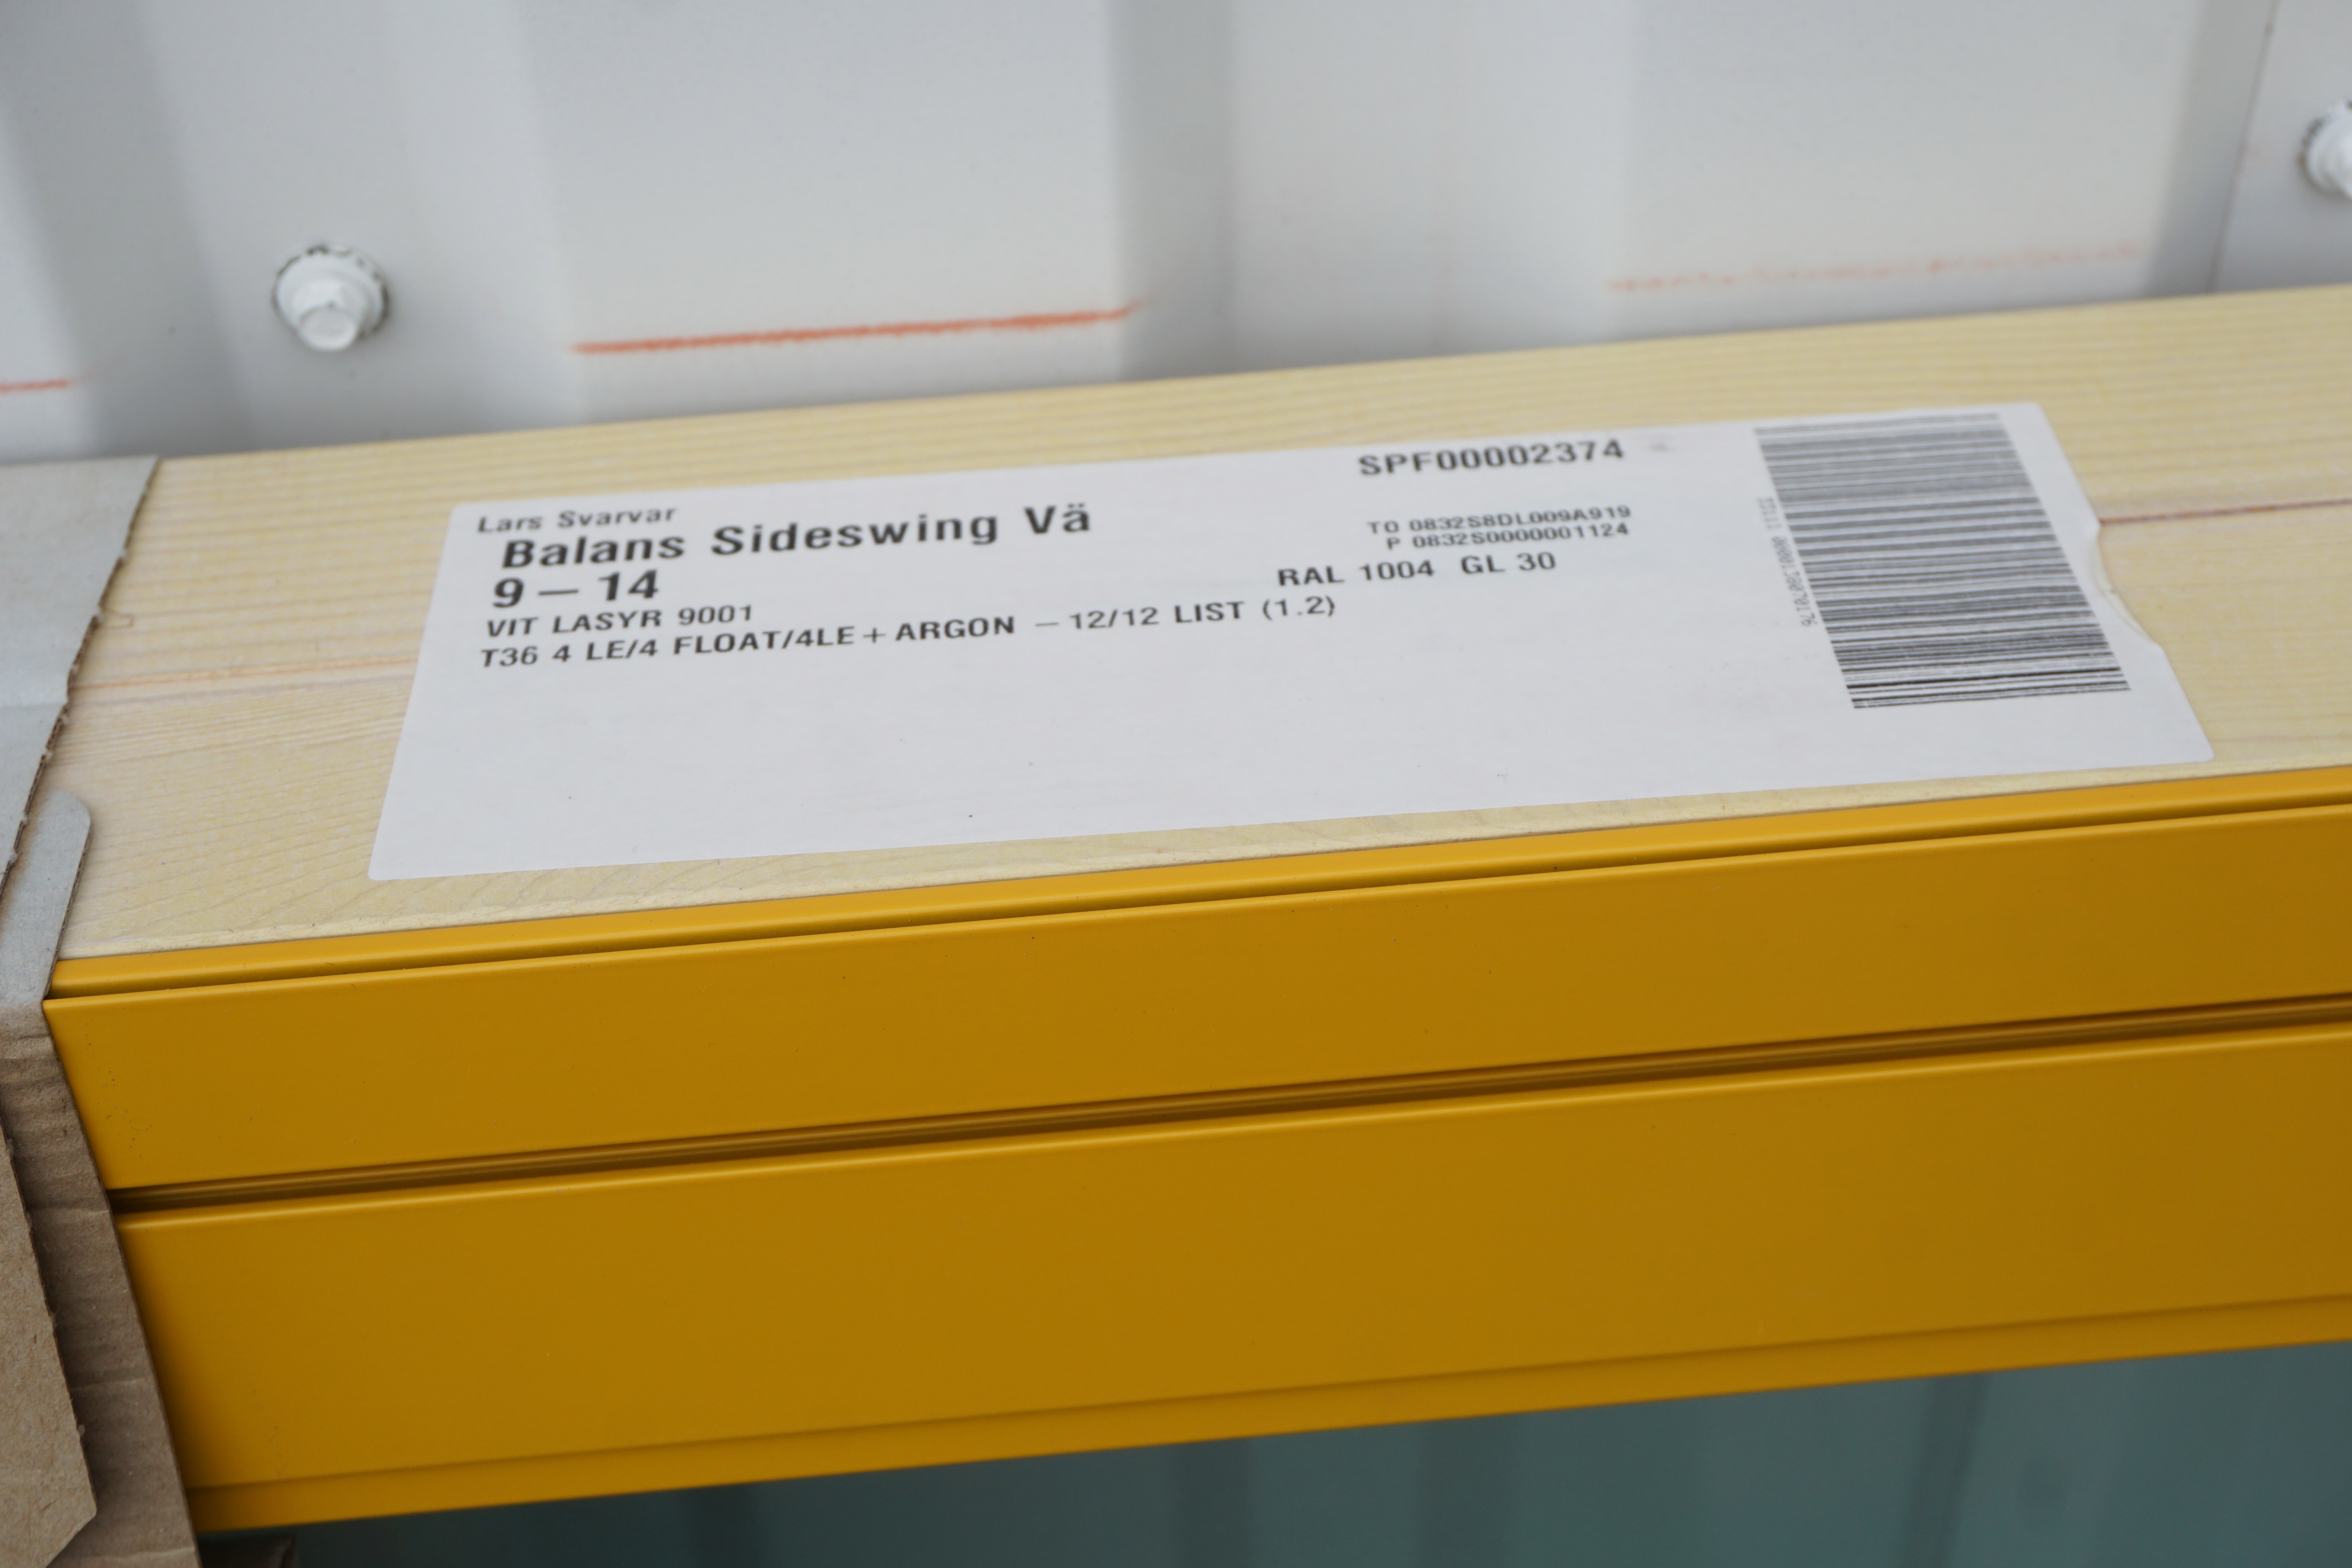 Lars Svarvar
SPF00002374
Balans Sideswing Vä
9 – 14
TO 0832S8DL009A919
P 0832S0000001124
RAL 1004 GL 30
VIT LASYR 9001
T36 4 LE/4 FLOAT/4LE + ARGON – 12/12 LIST (1.2)